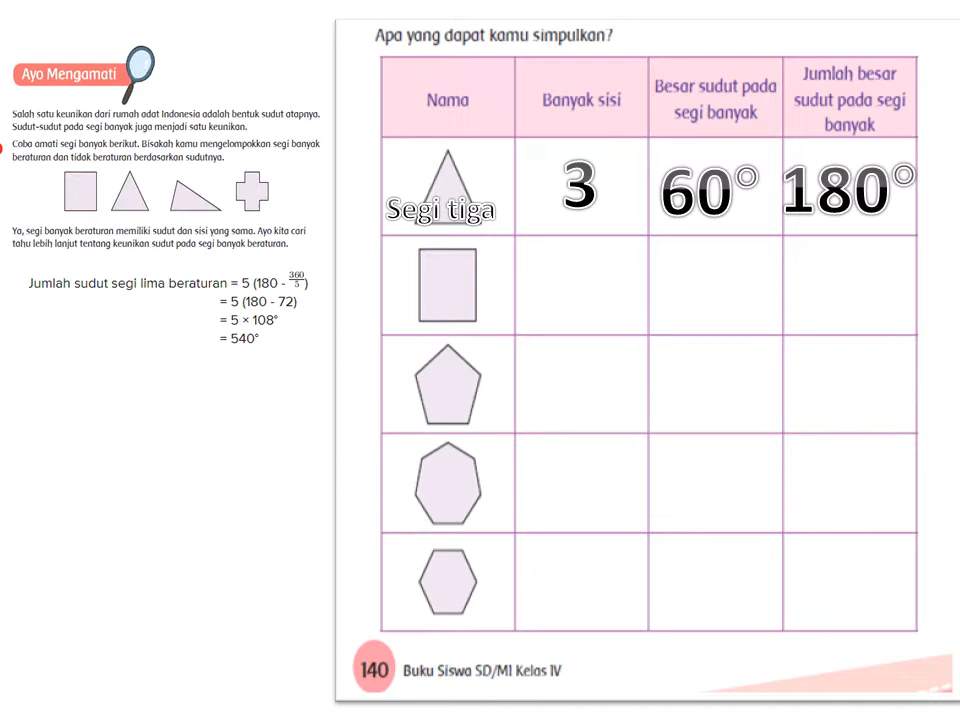 Ayo Mengamati
Salah satu keunikan dari rumah adat Indonesia adalah bentuk sudut atapnya.
Sudut-sudut pada segi banyak juga menjadi satu keunikan.
Coba amati segi banyak berikut. Bisakah kamu mengelompokkan segi banyak
beraturan dan tidak beraturan berdasarkan sudutnya.
Ya, segi banyak beraturan memiliki sudut dan sisi yang sama. Ayo kita cari
tahu lebih lanjut tentang keunikan sudut pada segi banyak beraturan.
Jumlah sudut segi lima beraturan = 5 (180 - 360/5)
= 5 (180 - 72)
= 5 × 108°
= 540°
Apa yang dapat kamu simpulkan?
Nama
Banyak sisi
Besar sudut pada
segi banyak
Jumlah besar
sudut pada segi
banyak
Segi tiga
3
60°
180°
140
Buku Siswa SD/MI Kelas IV